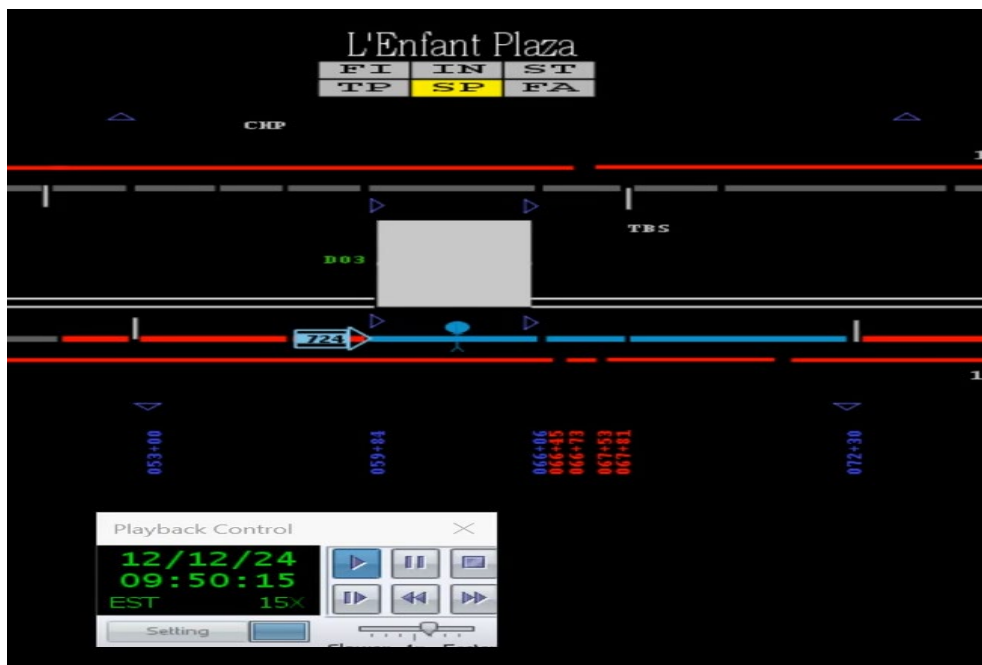 L'Enfant Plaza
FI IN ST
TP SP FA
CHP
1
TBS
D03
724
1
053+00
059+84
066+06
066+45
066+73
067+53
067+81
072+30
Playback Control
12/12/24
09:50:15
EST 15X
Setting